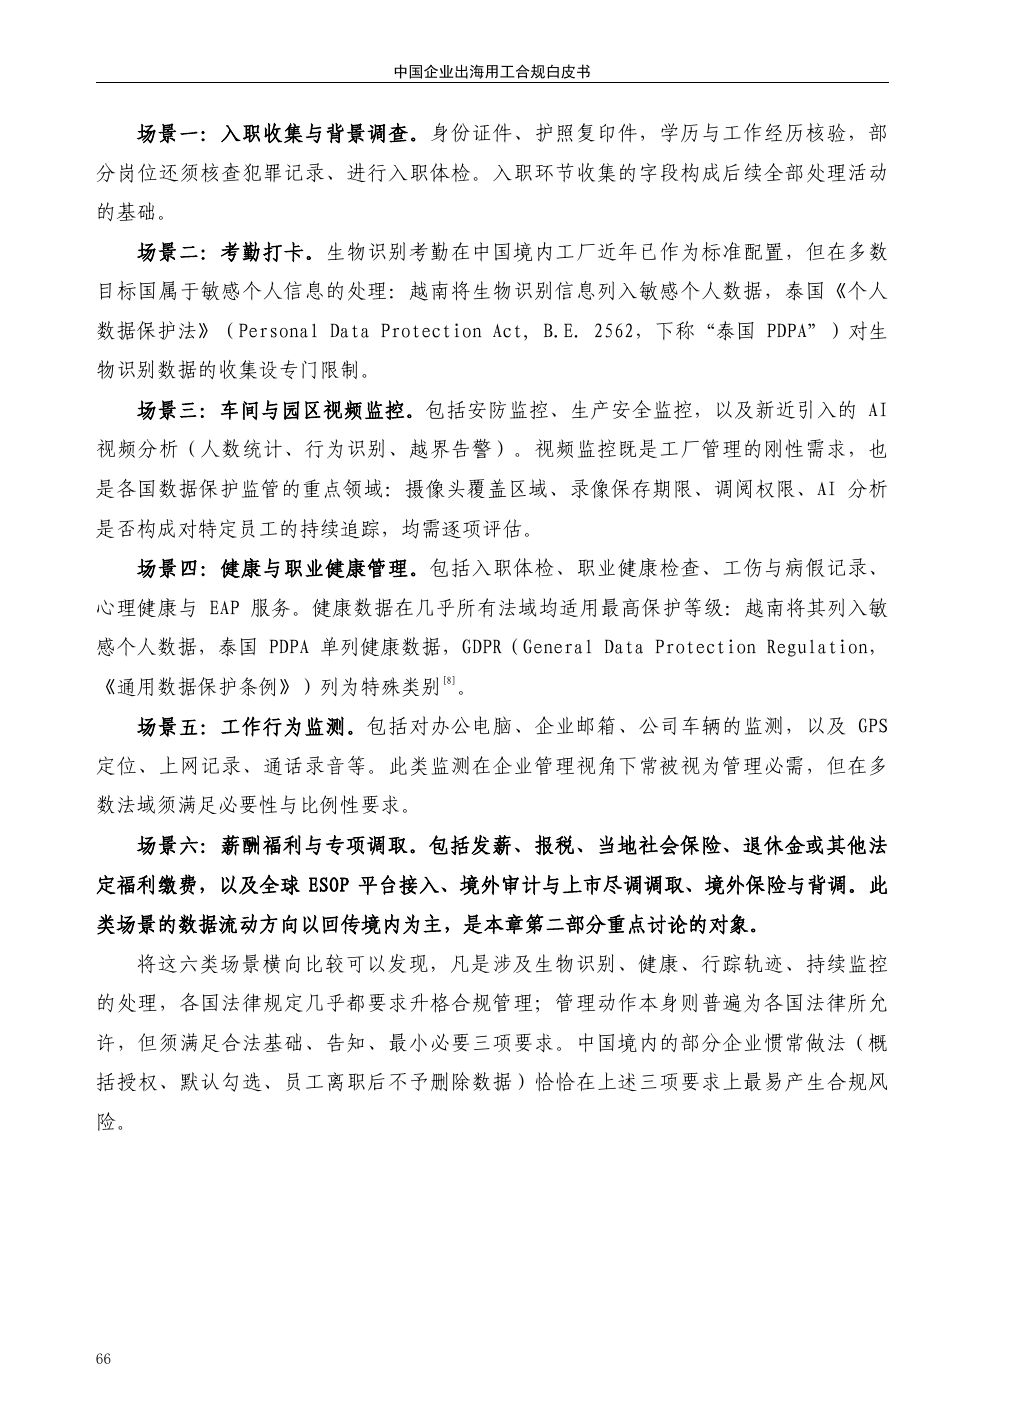 中国企业出海用工合规白皮书
场景一：入职收集与背景调查。身份证件、护照复印件，学历与工作经历核验，部
分岗位还须核查犯罪记录、进行入职体检。入职环节收集的字段构成后续全部处理活动
的基础。
场景二：考勤打卡。生物识别考勤在中国境内工厂近年已作为标准配置，但在多数
目标国属于敏感个人信息的处理：越南将生物识别信息列入敏感个人数据，泰国《个人
数据保护法》（Personal Data Protection Act, B.E. 2562，下称“泰国 PDPA”）对生
物识别数据的收集设专门限制。
场景三：车间与园区视频监控。包括安防监控、生产安全监控，以及新近引入的 AI
视频分析（人数统计、行为识别、越界告警）。视频监控既是工厂管理的刚性需求，也
是各国数据保护监管的重点领域：摄像头覆盖区域、录像保存期限、调阅权限、AI 分析
是否构成对特定员工的持续追踪，均需逐项评估。
场景四：健康与职业健康管理。包括入职体检、职业健康检查、工伤与病假记录、
心理健康与 EAP 服务。健康数据在几乎所有法域均适用最高保护等级：越南将其列入敏
感个人数据，泰国 PDPA 单列健康数据，GDPR（General Data Protection Regulation，
《通用数据保护条例》）列为特殊类别[8]。
场景五：工作行为监测。包括对办公电脑、企业邮箱、公司车辆的监测，以及 GPS
定位、上网记录、通话录音等。此类监测在企业管理视角下常被视为管理必需，但在多
数法域须满足必要性与比例性要求。
场景六：薪酬福利与专项调取。包括发薪、报税、当地社会保险、退休金或其他法
定福利缴费，以及全球 ESOP 平台接入、境外审计与上市尽调调取、境外保险与背调。此
类场景的数据流动方向以回传境内为主，是本章第二部分重点讨论的对象。
将这六类场景横向比较可以发现，凡是涉及生物识别、健康、行踪轨迹、持续监控
的处理，各国法律规定几乎都要求升格合规管理；管理动作本身则普遍为各国法律所允
许，但须满足合法基础、告知、最小必要三项要求。中国境内的部分企业惯常做法（概
括授权、默认勾选、员工离职后不予删除数据）恰恰在上述三项要求上最易产生合规风
险。
66